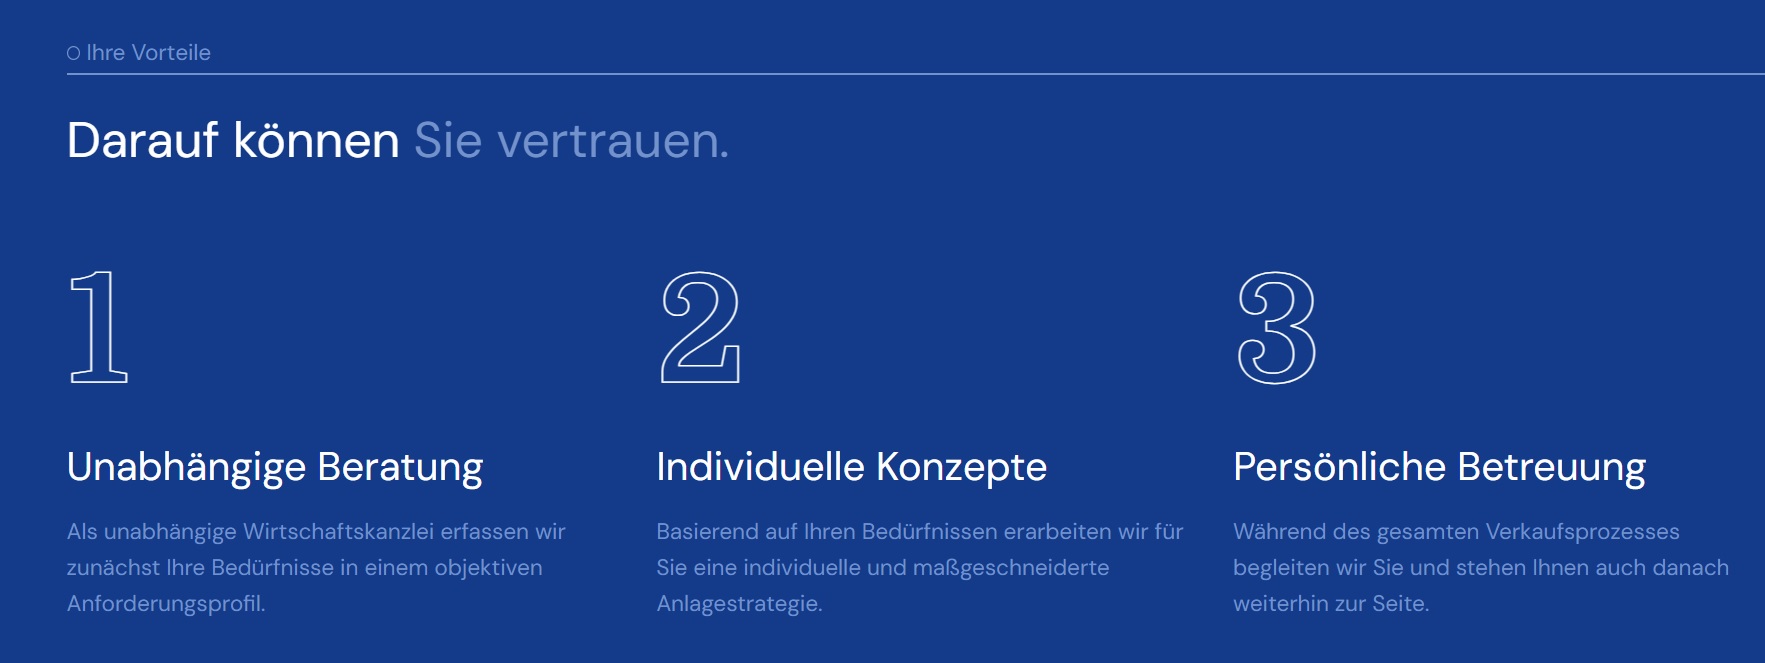 Ihre Vorteile
Darauf können Sie vertrauen.
1
Unabhängige Beratung
Als unabhängige Wirtschaftskanzlei erfassen wir
zunächst Ihre Bedürfnisse in einem objektiven
Anforderungsprofil.
2
Individuelle Konzepte
Basierend auf Ihren Bedürfnissen erarbeiten wir für
Sie eine individuelle und maßgeschneiderte
Anlagestrategie.
3
Persönliche Betreuung
Während des gesamten Verkaufsprozesses
begleiten wir Sie und stehen Ihnen auch danach
weiterhin zur Seite.